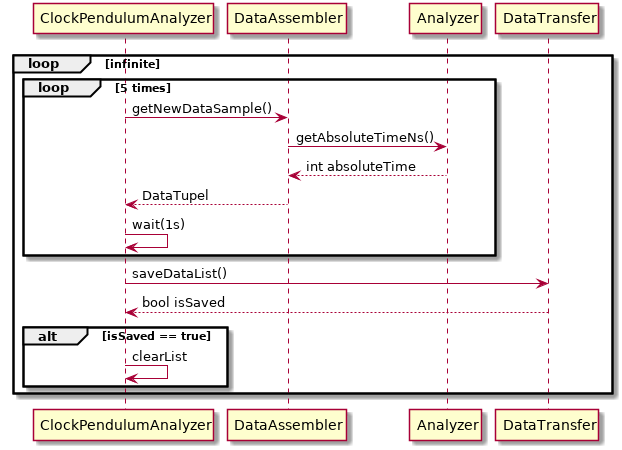 ClockPendulumAnalyzer DataAssembler Analyzer DataTransfer
loop [infinite]
loop [5 times]
getNewDataSample()
getAbsoluteTimeNs()
int absoluteTime
DataTupel
wait(1s)
saveDataList()
bool isSaved
alt [isSaved == true]
clearList
ClockPendulumAnalyzer DataAssembler Analyzer DataTransfer